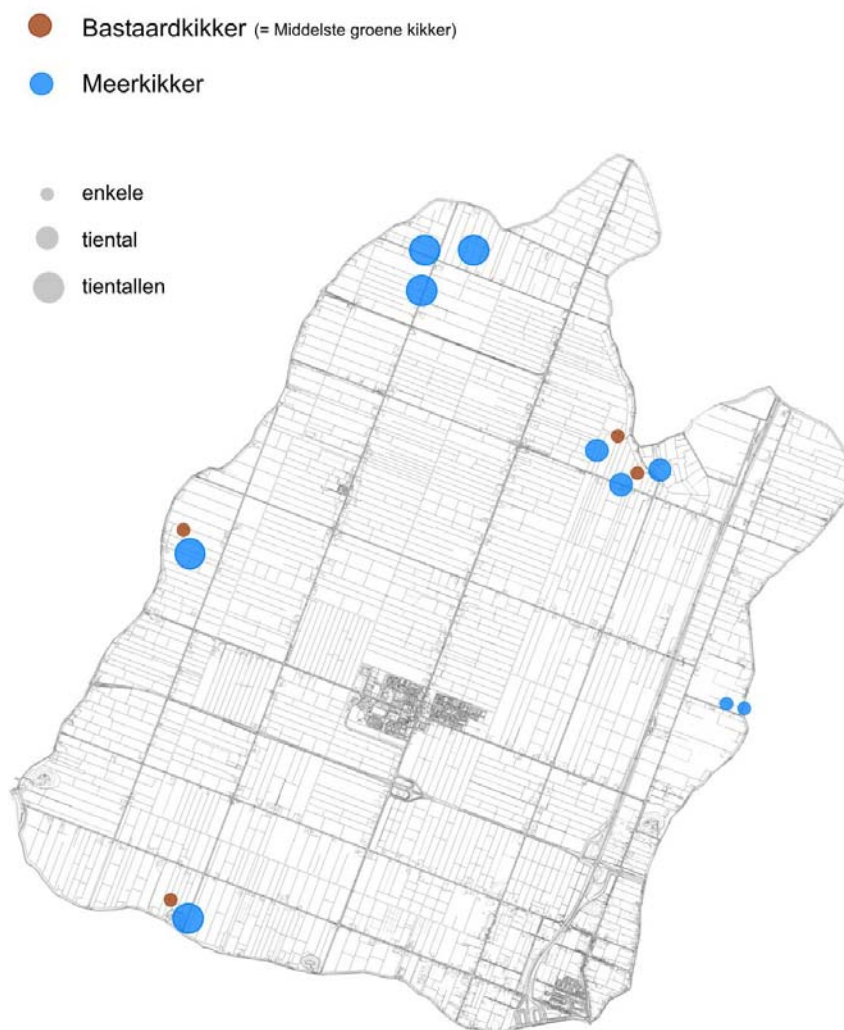 Bastaardkikker (= Middelste groene kikker)
Meerkikker
enkele
tiental
tientallen